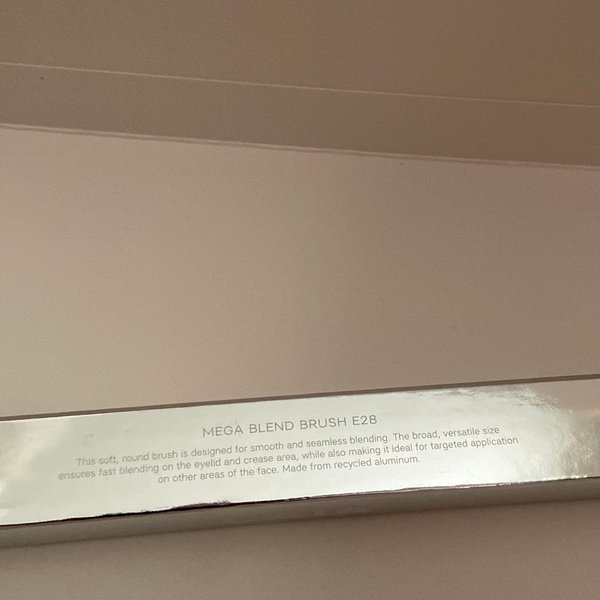 MEGA BLEND BRUSH E28
This soft, round brush is designed for smooth and seamless blending. The broad, versatile size
ensures fast blending on the eyelid and crease area, while also making it ideal for targeted application
on other areas of the face. Made from recycled aluminum.